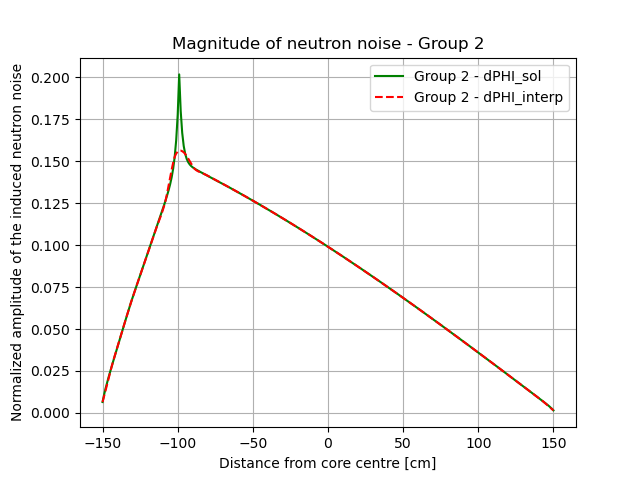 Magnitude of neutron noise - Group 2
Normalized amplitude of the induced neutron noise
0.200
0.175
0.150
0.125
0.100
0.075
0.050
0.025
0.000
Group 2 - dPHI_sol
Group 2 - dPHI_interp
−150 −100 −50 0 50 100 150
Distance from core centre [cm]